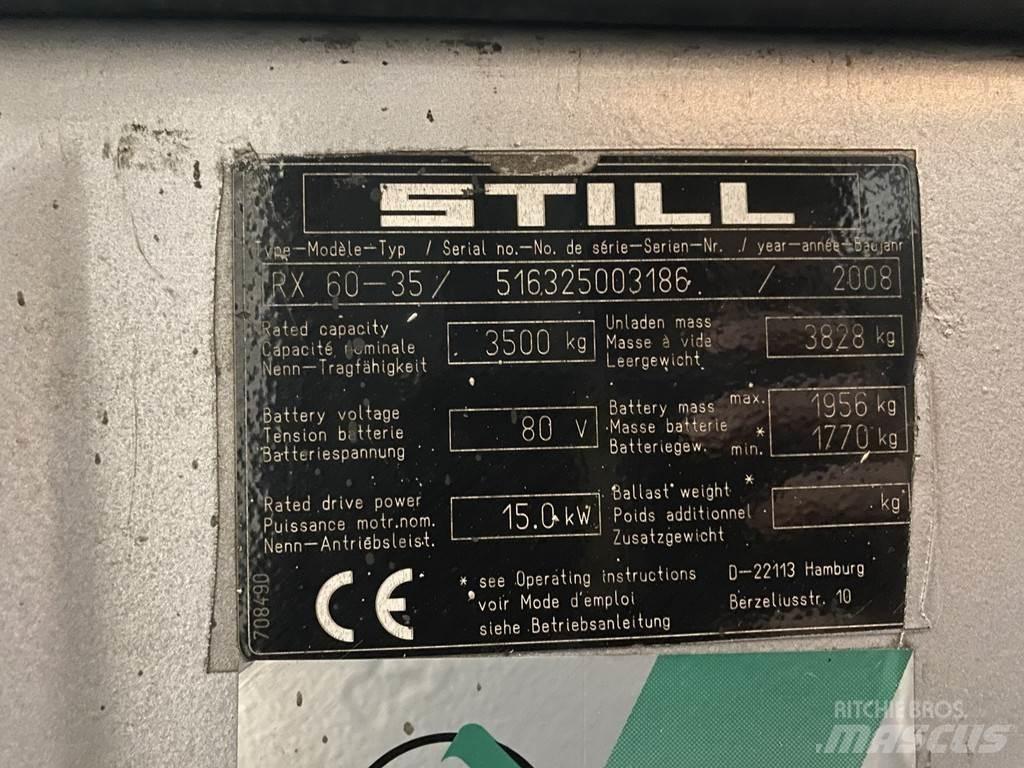 STILL
Type-Modèle-Typ / Serial no.-No. de série-Serien-Nr. / year-année-Baujahr
RX 60-35/ 516325003186 / 2008
Rated capacity
Capacité nominale
Nenn-Tragfähigkeit
3500 kg
Unladen mass
Masse à vide
Leergewicht
3828 kg
Battery voltage
Tension batterie
Batteriespannung
80 V
Battery mass max. 1956 kg
Masse batterie *
Batteriegew. min. 1770 kg
Rated drive power
Puissance motr.nom.
Nenn-Antriebsleist.
15.0 kW
Ballast weight *
Poids additionnel
Zusatzgewicht
kg
CE
* see Operating instructions
voir Mode d'emploi
siehe Betriebsanleitung
D-22113 Hamburg
Berzeliusstr. 10
708490
RITCHIE BROS.
MASCUS